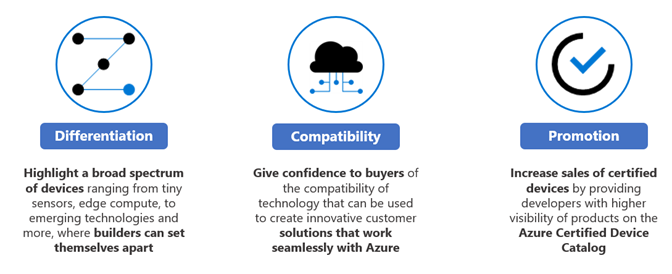 Differentiation
Highlight a broad spectrum
of devices ranging from tiny
sensors, edge compute, to
emerging technologies and
more, where builders can set
themselves apart
Compatibility
Give confidence to buyers of
the compatibility of
technology that can be used
to create innovative customer
solutions that work
seamlessly with Azure
Promotion
Increase sales of certified
devices by providing
developers with higher
visibility of products on the
Azure Certified Device
Catalog